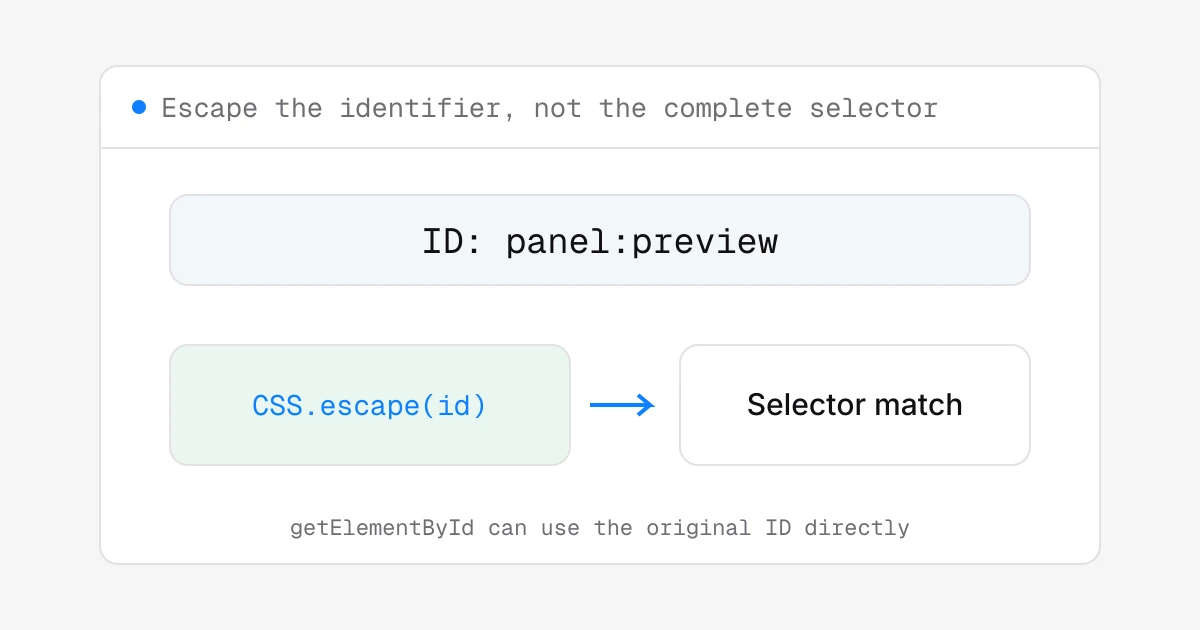 Escape the identifier, not the complete selector
ID: panel:preview
CSS.escape(id)
Selector match
getElementById can use the original ID directly